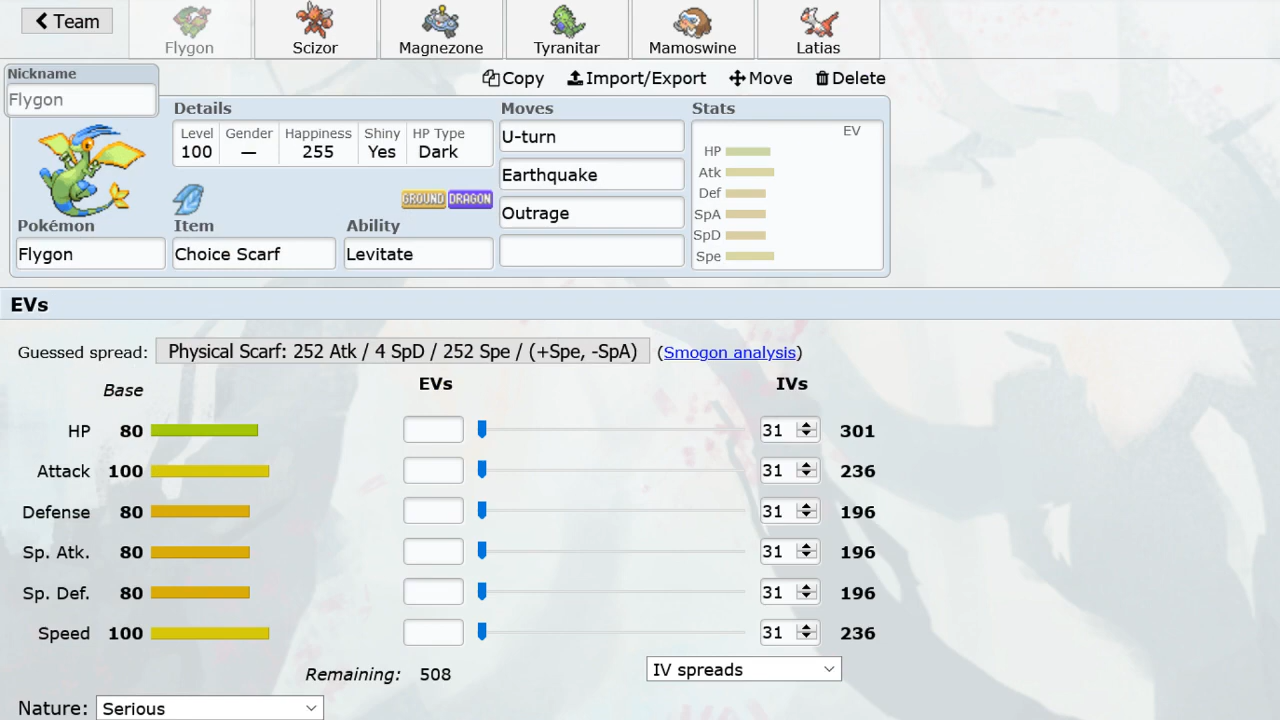 Team
Flygon Scizor Magnezone Tyranitar Mamoswine Latias
Copy Import/Export Move Delete
Nickname
Flygon
Details Moves Stats
Level Gender Happiness Shiny HP Type
100 — 255 Yes Dark
U-turn
Earthquake
Outrage
EV
HP
Atk
Def
SpA
SpD
Spe
GROUND DRAGON
Pokémon Item Ability
Flygon Choice Scarf Levitate
EVs
Guessed spread: Physical Scarf: 252 Atk / 4 SpD / 252 Spe / (+Spe, -SpA) (Smogon analysis)
Base EVs IVs
HP 80 31 301
Attack 100 31 236
Defense 80 31 196
Sp. Atk. 80 31 196
Sp. Def. 80 31 196
Speed 100 31 236
Remaining: 508 IV spreads
Nature: Serious